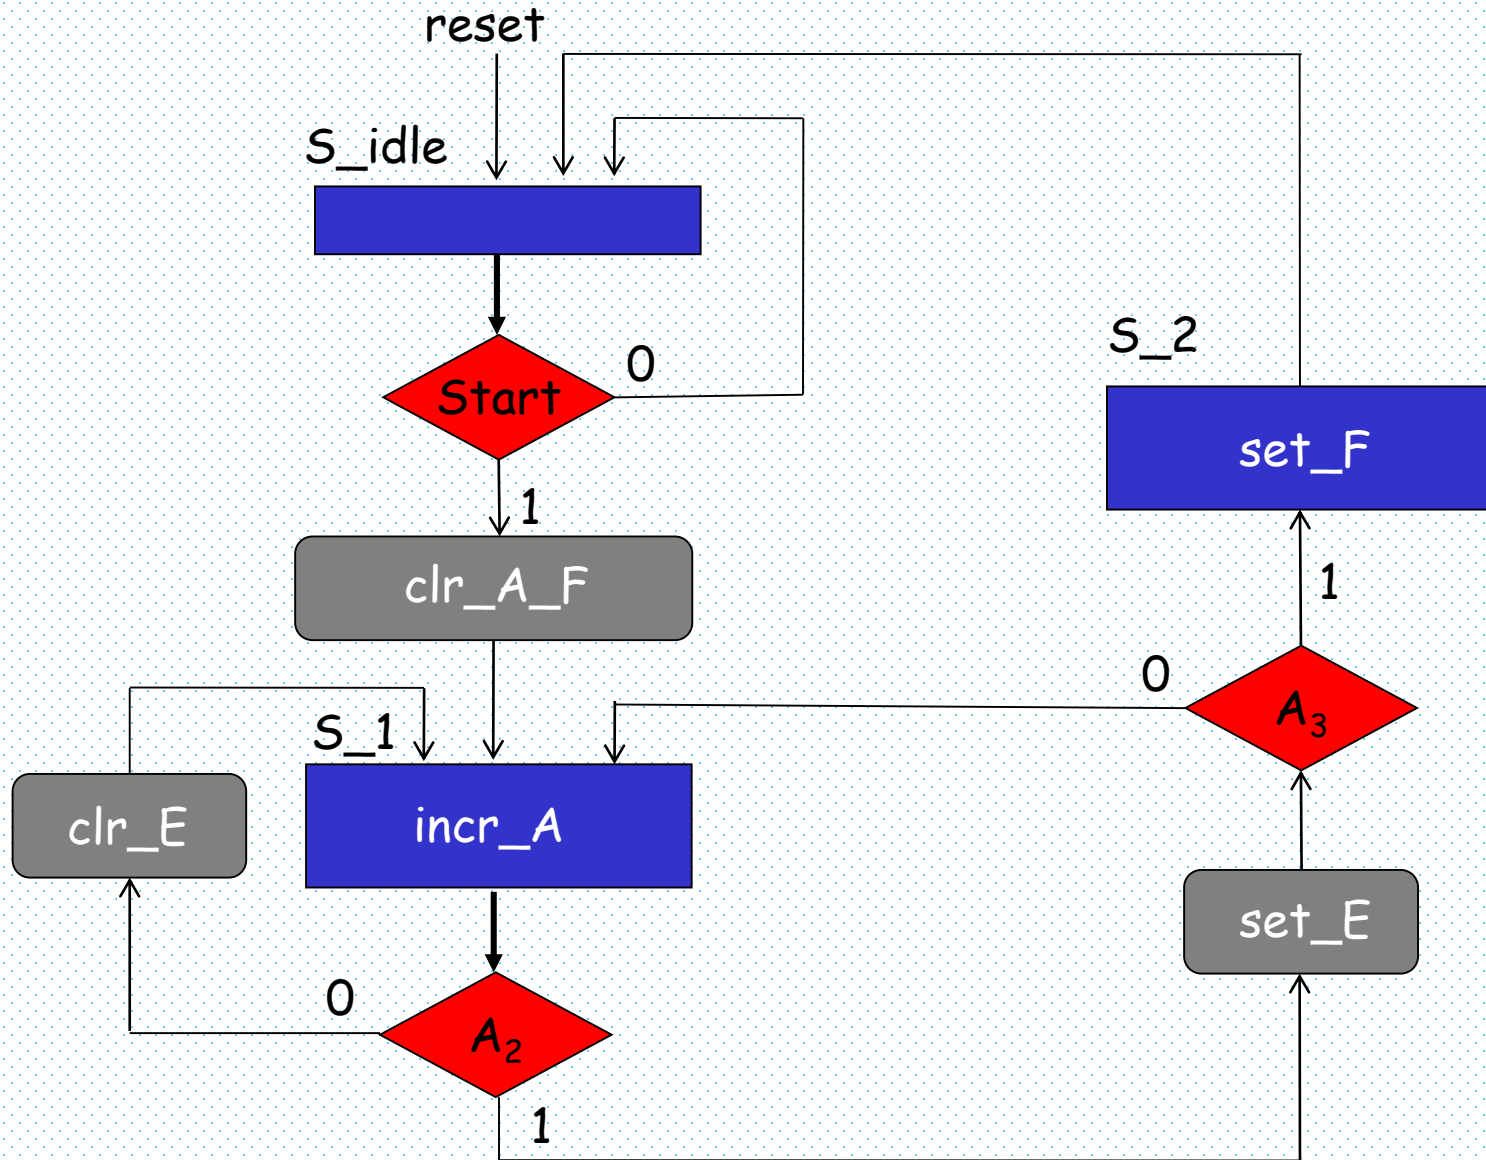 reset
S_idle
Start
0
1
clr_A_F
S_1
incr_A
clr_E
0
A₂
1
set_E
A₃
0
1
S_2
set_F